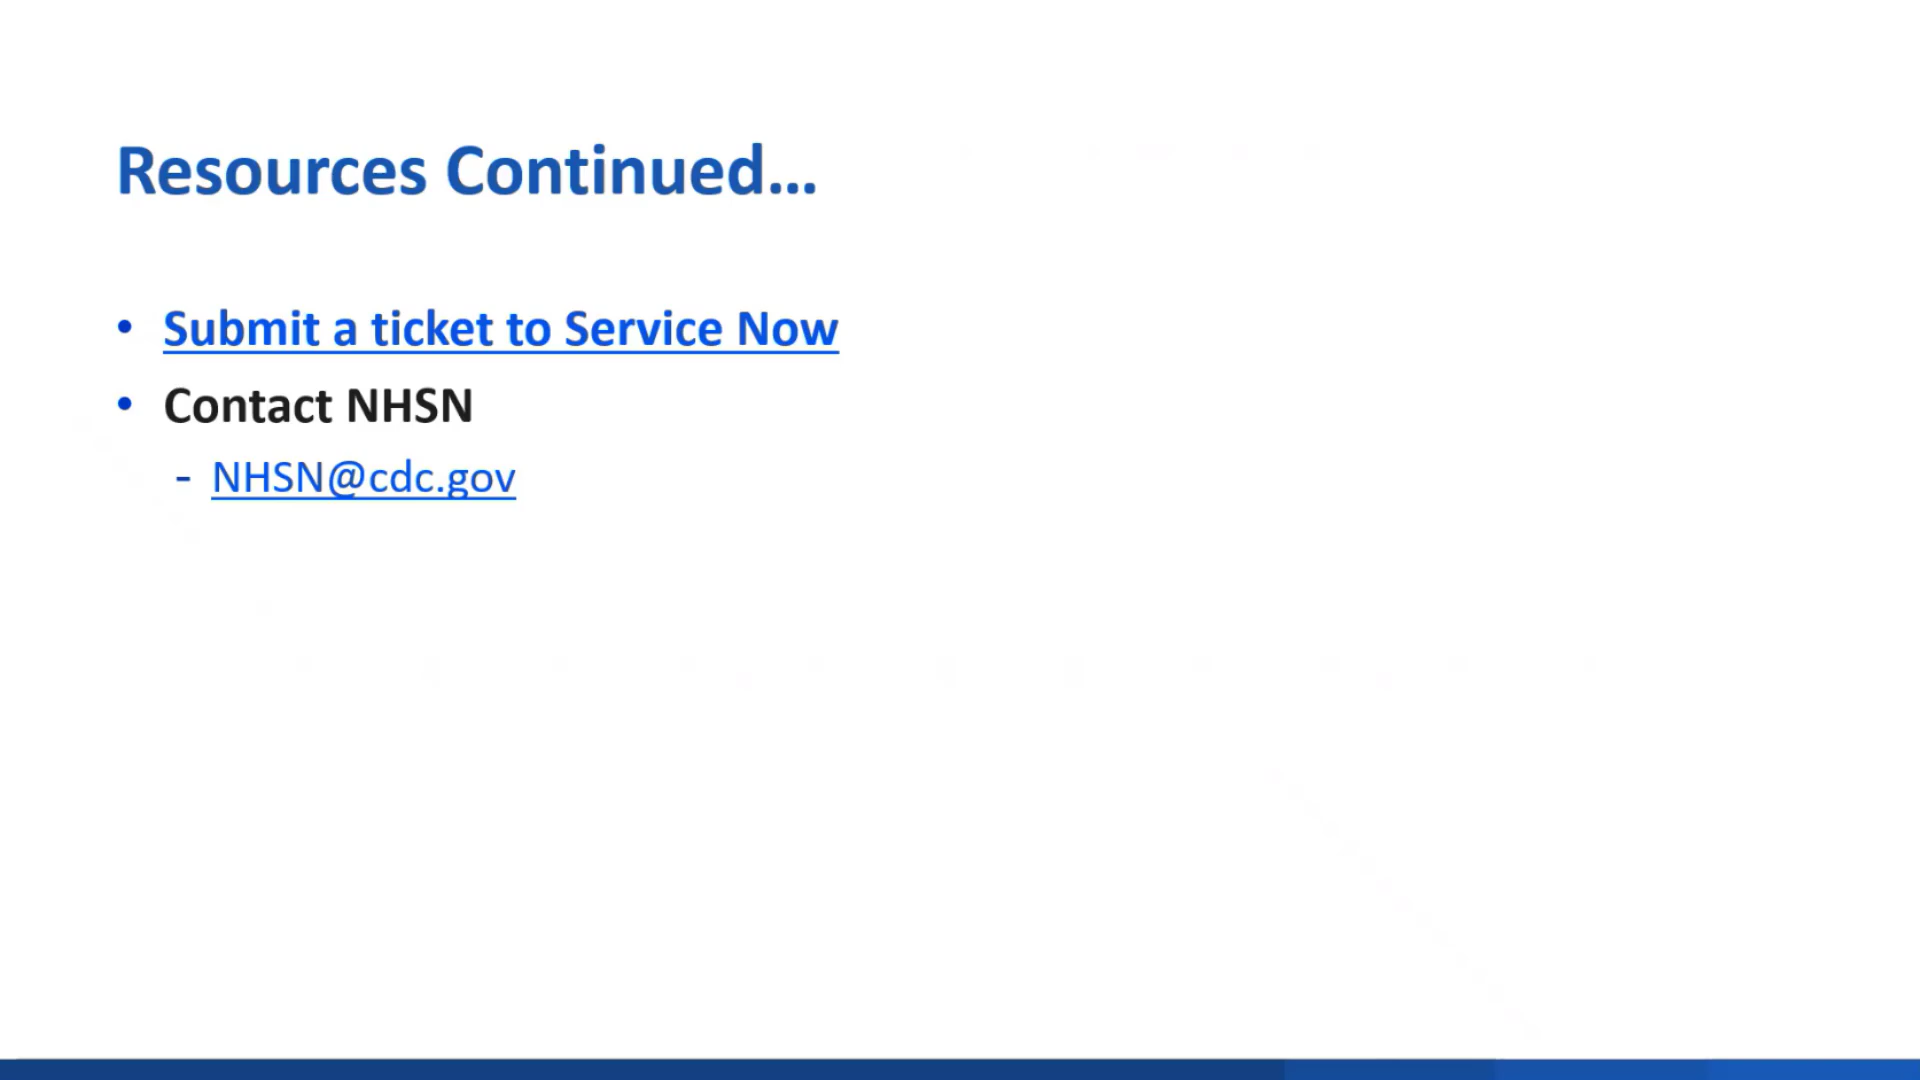 Resources Continued...
• Submit a ticket to Service Now
• Contact NHSN
- NHSN@cdc.gov